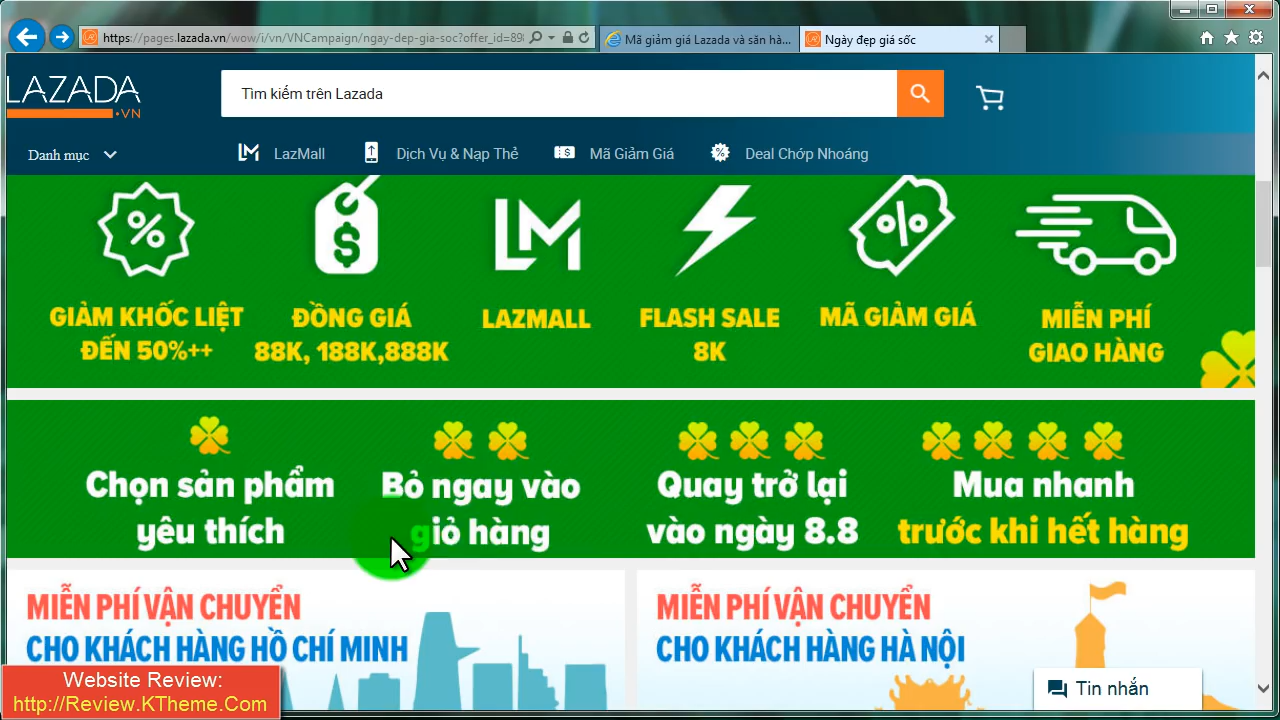 https://pages.lazada.vn/wow/i/vn/VNCampaign/ngay-dep-gia-soc?offer_id=89
Mã giảm giá Lazada và săn hà...
Ngày đẹp giá sốc
LAZADA
.VN
Tìm kiếm trên Lazada
Danh mục
LazMall
Dịch Vụ & Nạp Thẻ
Mã Giảm Giá
Deal Chớp Nhoáng
GIẢM KHỐC LIỆT
ĐẾN 50%++
ĐỒNG GIÁ
88K, 188K,888K
LM
LAZMALL
FLASH SALE
8K
MÃ GIẢM GIÁ
MIỄN PHÍ
GIAO HÀNG
Chọn sản phẩm
yêu thích
Bỏ ngay vào
giỏ hàng
Quay trở lại
vào ngày 8.8
Mua nhanh
trước khi hết hàng
MIỄN PHÍ VẬN CHUYỂN
CHO KHÁCH HÀNG HỒ CHÍ MINH
MIỄN PHÍ VẬN CHUYỂN
CHO KHÁCH HÀNG HÀ NỘI
Tin nhắn
Website Review:
http://Review.KTheme.Com